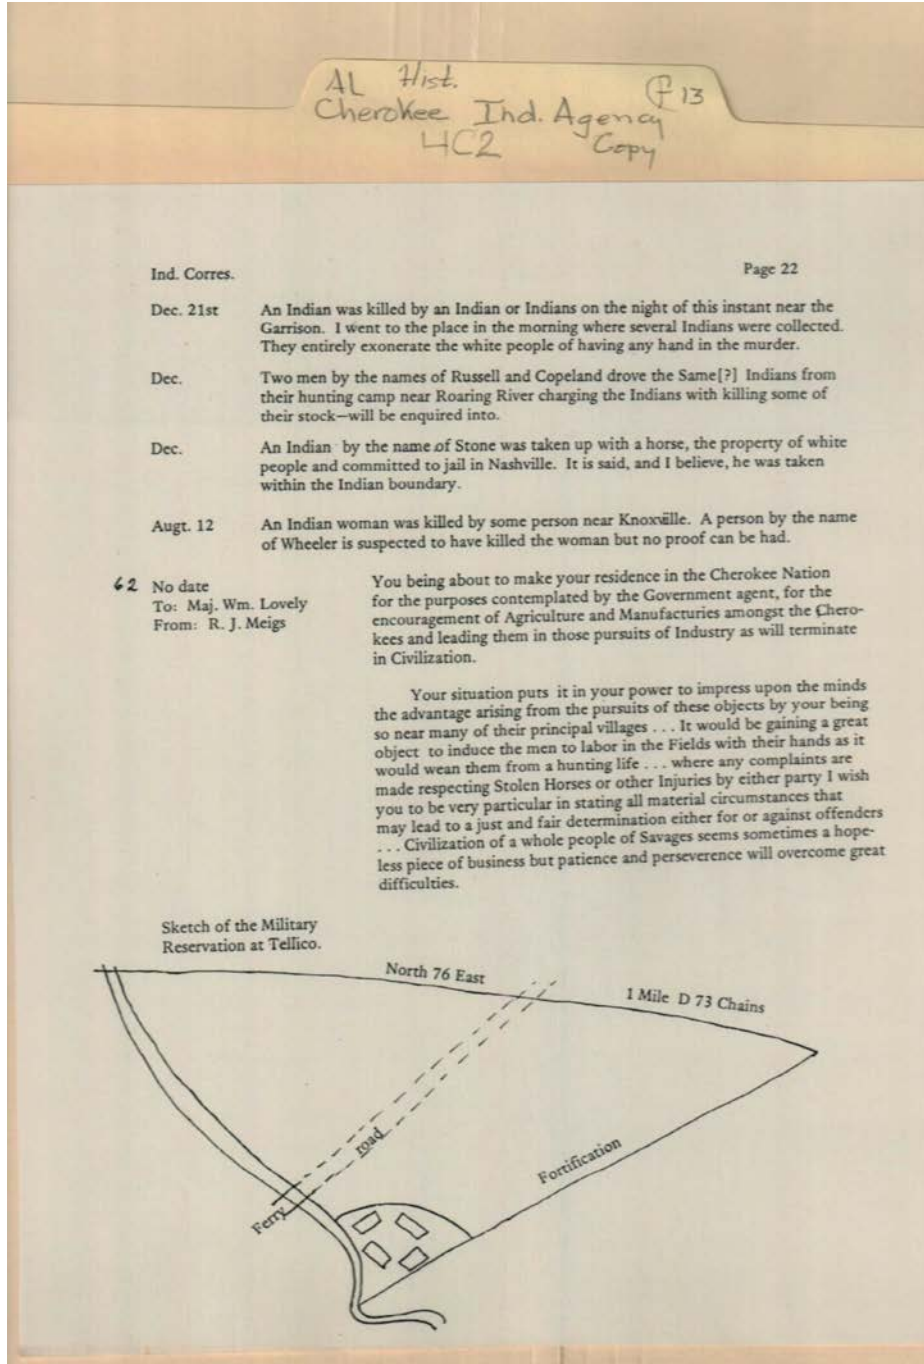 AL Hist. f 13
Cherokee Ind. Agency
4C2 Copy
Ind. Corres. Page 22
Dec. 21st An Indian was killed by an Indian or Indians on the night of this instant near the
Garrison. I went to the place in the morning where several Indians were collected.
They entirely exonerate the white people of having any hand in the murder.
Dec. Two men by the names of Russell and Copeland drove the Same[?] Indians from
their hunting camp near Roaring River charging the Indians with killing some of
their stock—will be enquired into.
Dec. An Indian by the name of Stone was taken up with a horse, the property of white
people and committed to jail in Nashville. It is said, and I believe, he was taken
within the Indian boundary.
Augt. 12 An Indian woman was killed by some person near Knoxville. A person by the name
of Wheeler is suspected to have killed the woman but no proof can be had.
62 No date
To: Maj. Wm. Lovely
From: R. J. Meigs
You being about to make your residence in the Cherokee Nation
for the purposes contemplated by the Government agent, for the
encouragement of Agriculture and Manufacturies amongst the Chero-
kees and leading them in those pursuits of Industry as will terminate
in Civilization.
Your situation puts it in your power to impress upon the minds
the advantage arising from the pursuits of these objects by your being
so near many of their principal villages . . . It would be gaining a great
object to induce the men to labor in the Fields with their hands as it
would wean them from a hunting life . . . where any complaints are
made respecting Stolen Horses or other Injuries by either party I wish
you to be very particular in stating all material circumstances that
may lead to a just and fair determination either for or against offenders
. . . Civilization of a whole people of Savages seems sometimes a hope-
less piece of business but patience and perseverence will overcome great
difficulties.
Sketch of the Military
Reservation at Tellico.
North 76 East
1 Mile D 73 Chains
road
Fortification
Ferry